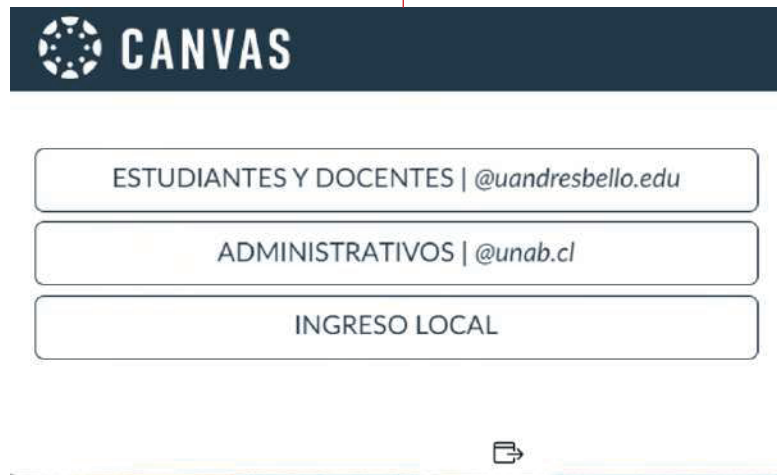 CANVAS
ESTUDIANTES Y DOCENTES | @uandresbello.edu
ADMINISTRATIVOS | @unab.cl
INGRESO LOCAL